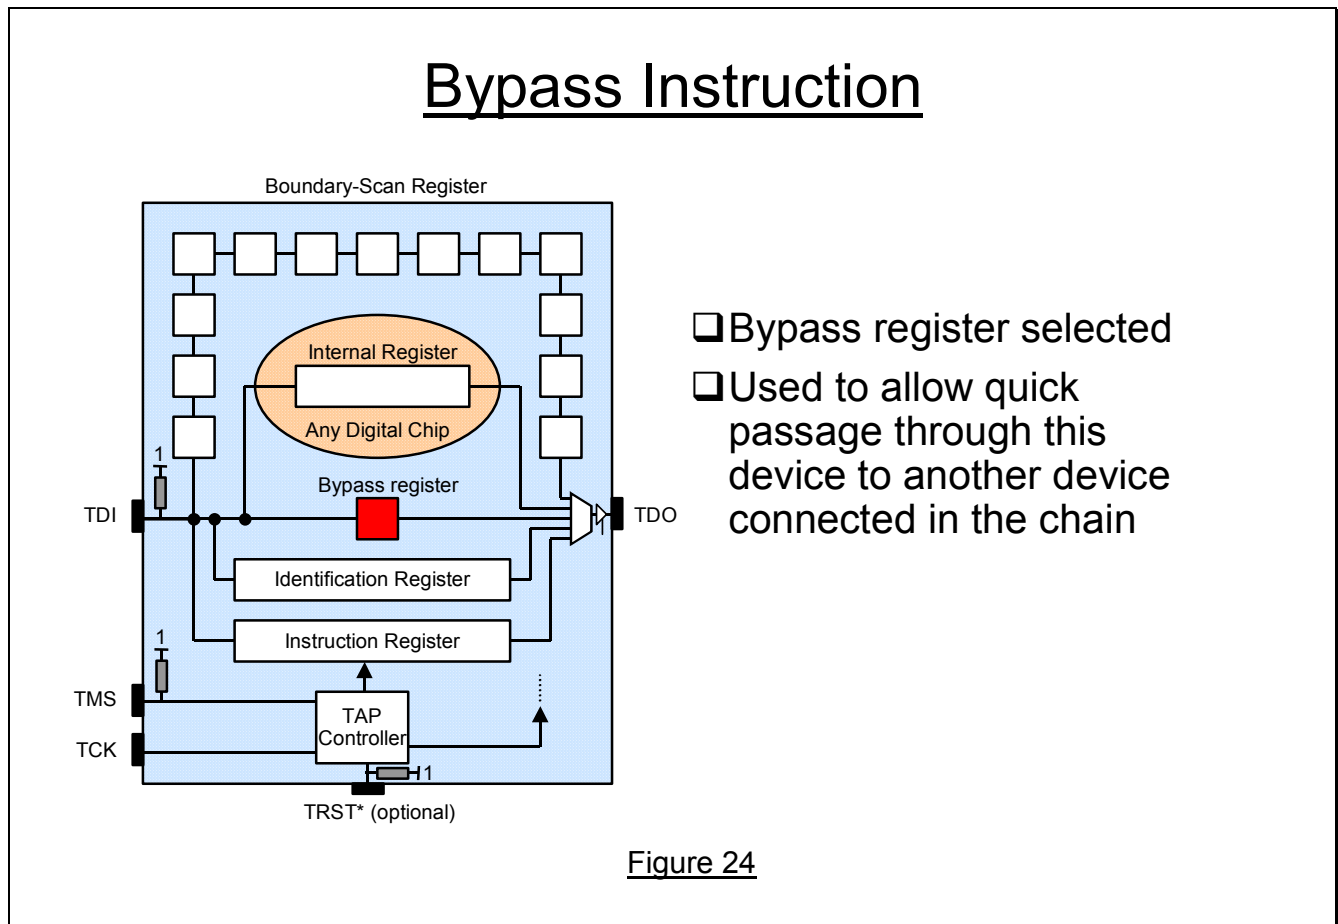 Bypass Instruction
Boundary-Scan Register
Internal Register
Any Digital Chip
1
Bypass register
TDI
TDO
Identification Register
1
Instruction Register
TMS
TAP
Controller
TCK
1
TRST* (optional)
❑Bypass register selected
❑Used to allow quick
passage through this
device to another device
connected in the chain
Figure 24